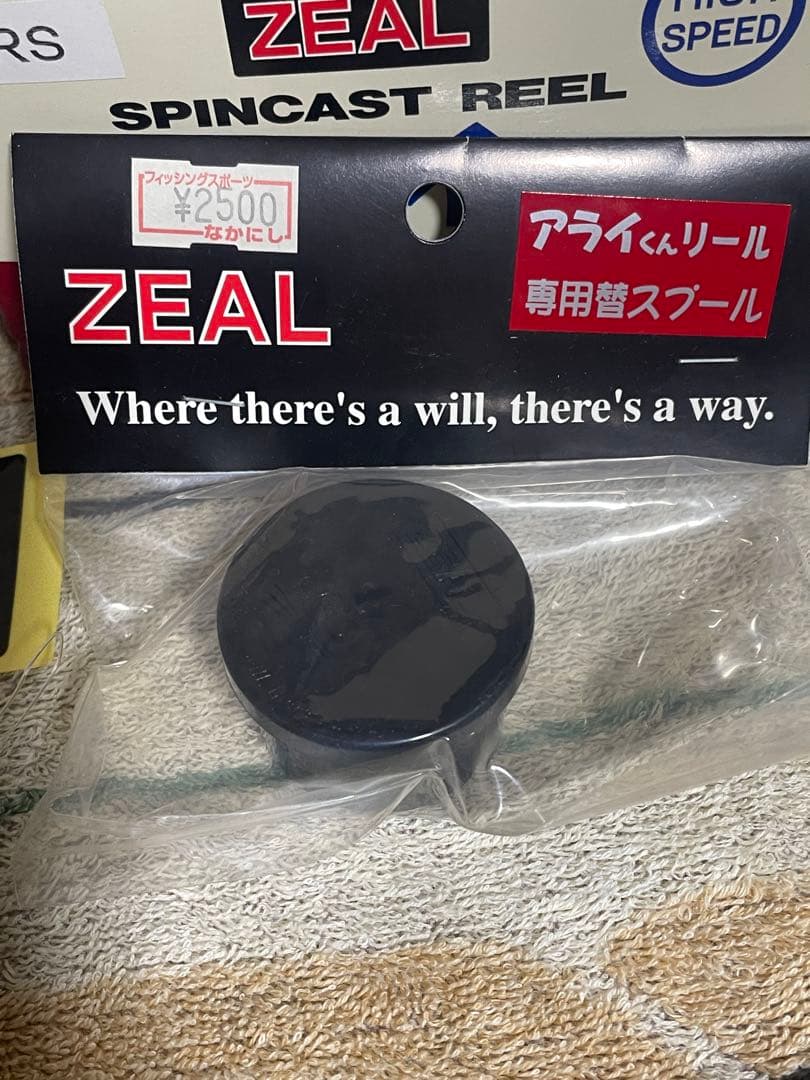 RS
ZEAL
HIGH
SPEED
SPINCAST REEL
フィッシングスポーツ
¥2500
なかにし
アライくんリール
専用替スプール
ZEAL
Where there's a will, there's a way.